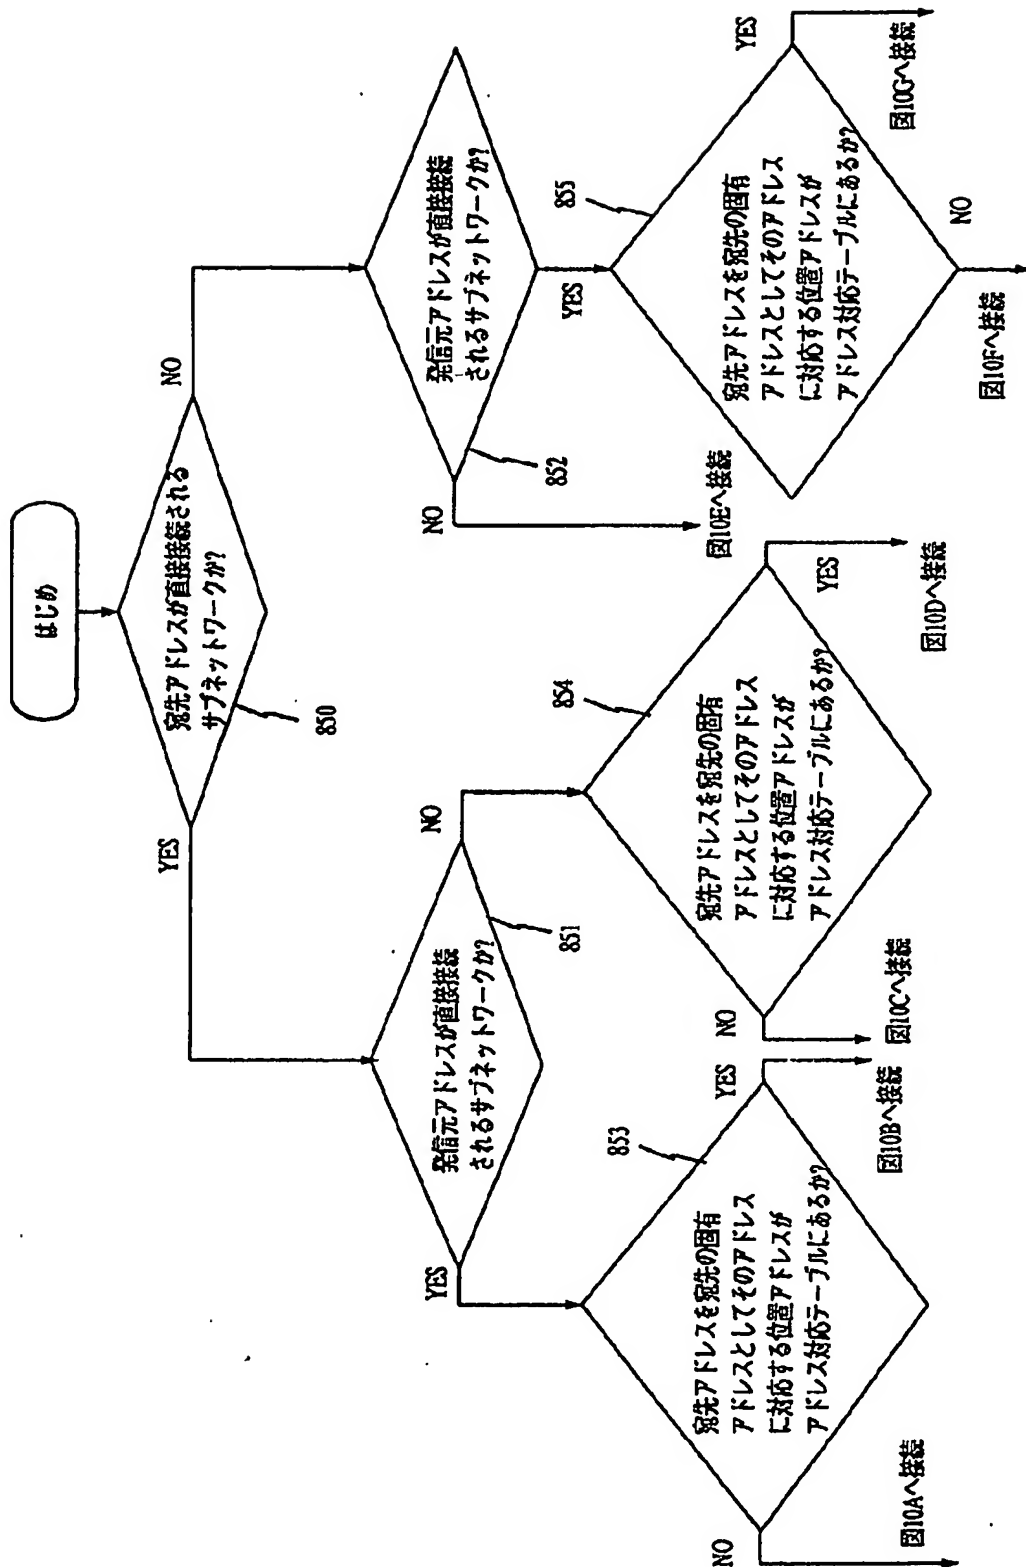 はじめ
宛先アドレスが直接接続される
サブネットワークか?
850
YES
NO
発信元アドレスが直接接続
されるサブネットワークか?
851
YES
NO
発信元アドレスが直接接続
されるサブネットワークか?
852
NO
YES
図10Eへ接続
宛先アドレスを宛先の固有
アドレスとしてそのアドレス
に対応する位置アドレスが
アドレス対応テーブルにあるか?
853
NO
YES
図10Aへ接続
図10Bへ接続
宛先アドレスを宛先の固有
アドレスとしてそのアドレス
に対応する位置アドレスが
アドレス対応テーブルにあるか?
854
NO
YES
図10Cへ接続
図10Dへ接続
宛先アドレスを宛先の固有
アドレスとしてそのアドレス
に対応する位置アドレスが
アドレス対応テーブルにあるか?
855
NO
YES
図10Fへ接続
図10Gへ接続